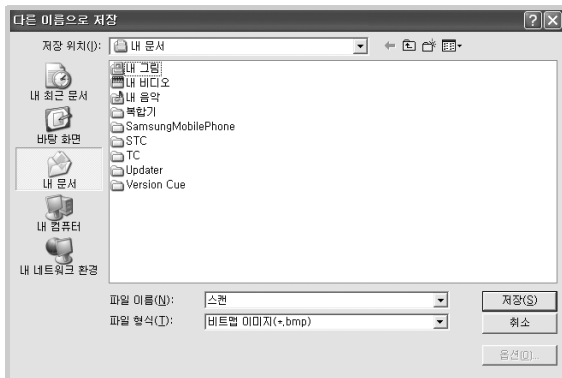 다른 이름으로 저장
저장 위치(I): 내 문서
내 그림
내 비디오
내 음악
복합기
SamsungMobilePhone
STC
TC
Updater
Version Cue
내 최근 문서
바탕 화면
내 문서
내 컴퓨터
내 네트워크 환경
파일 이름(N): 스캔 저장(S)
파일 형식(T): 비트맵 이미지(*.bmp) 취소
옵션(O)...